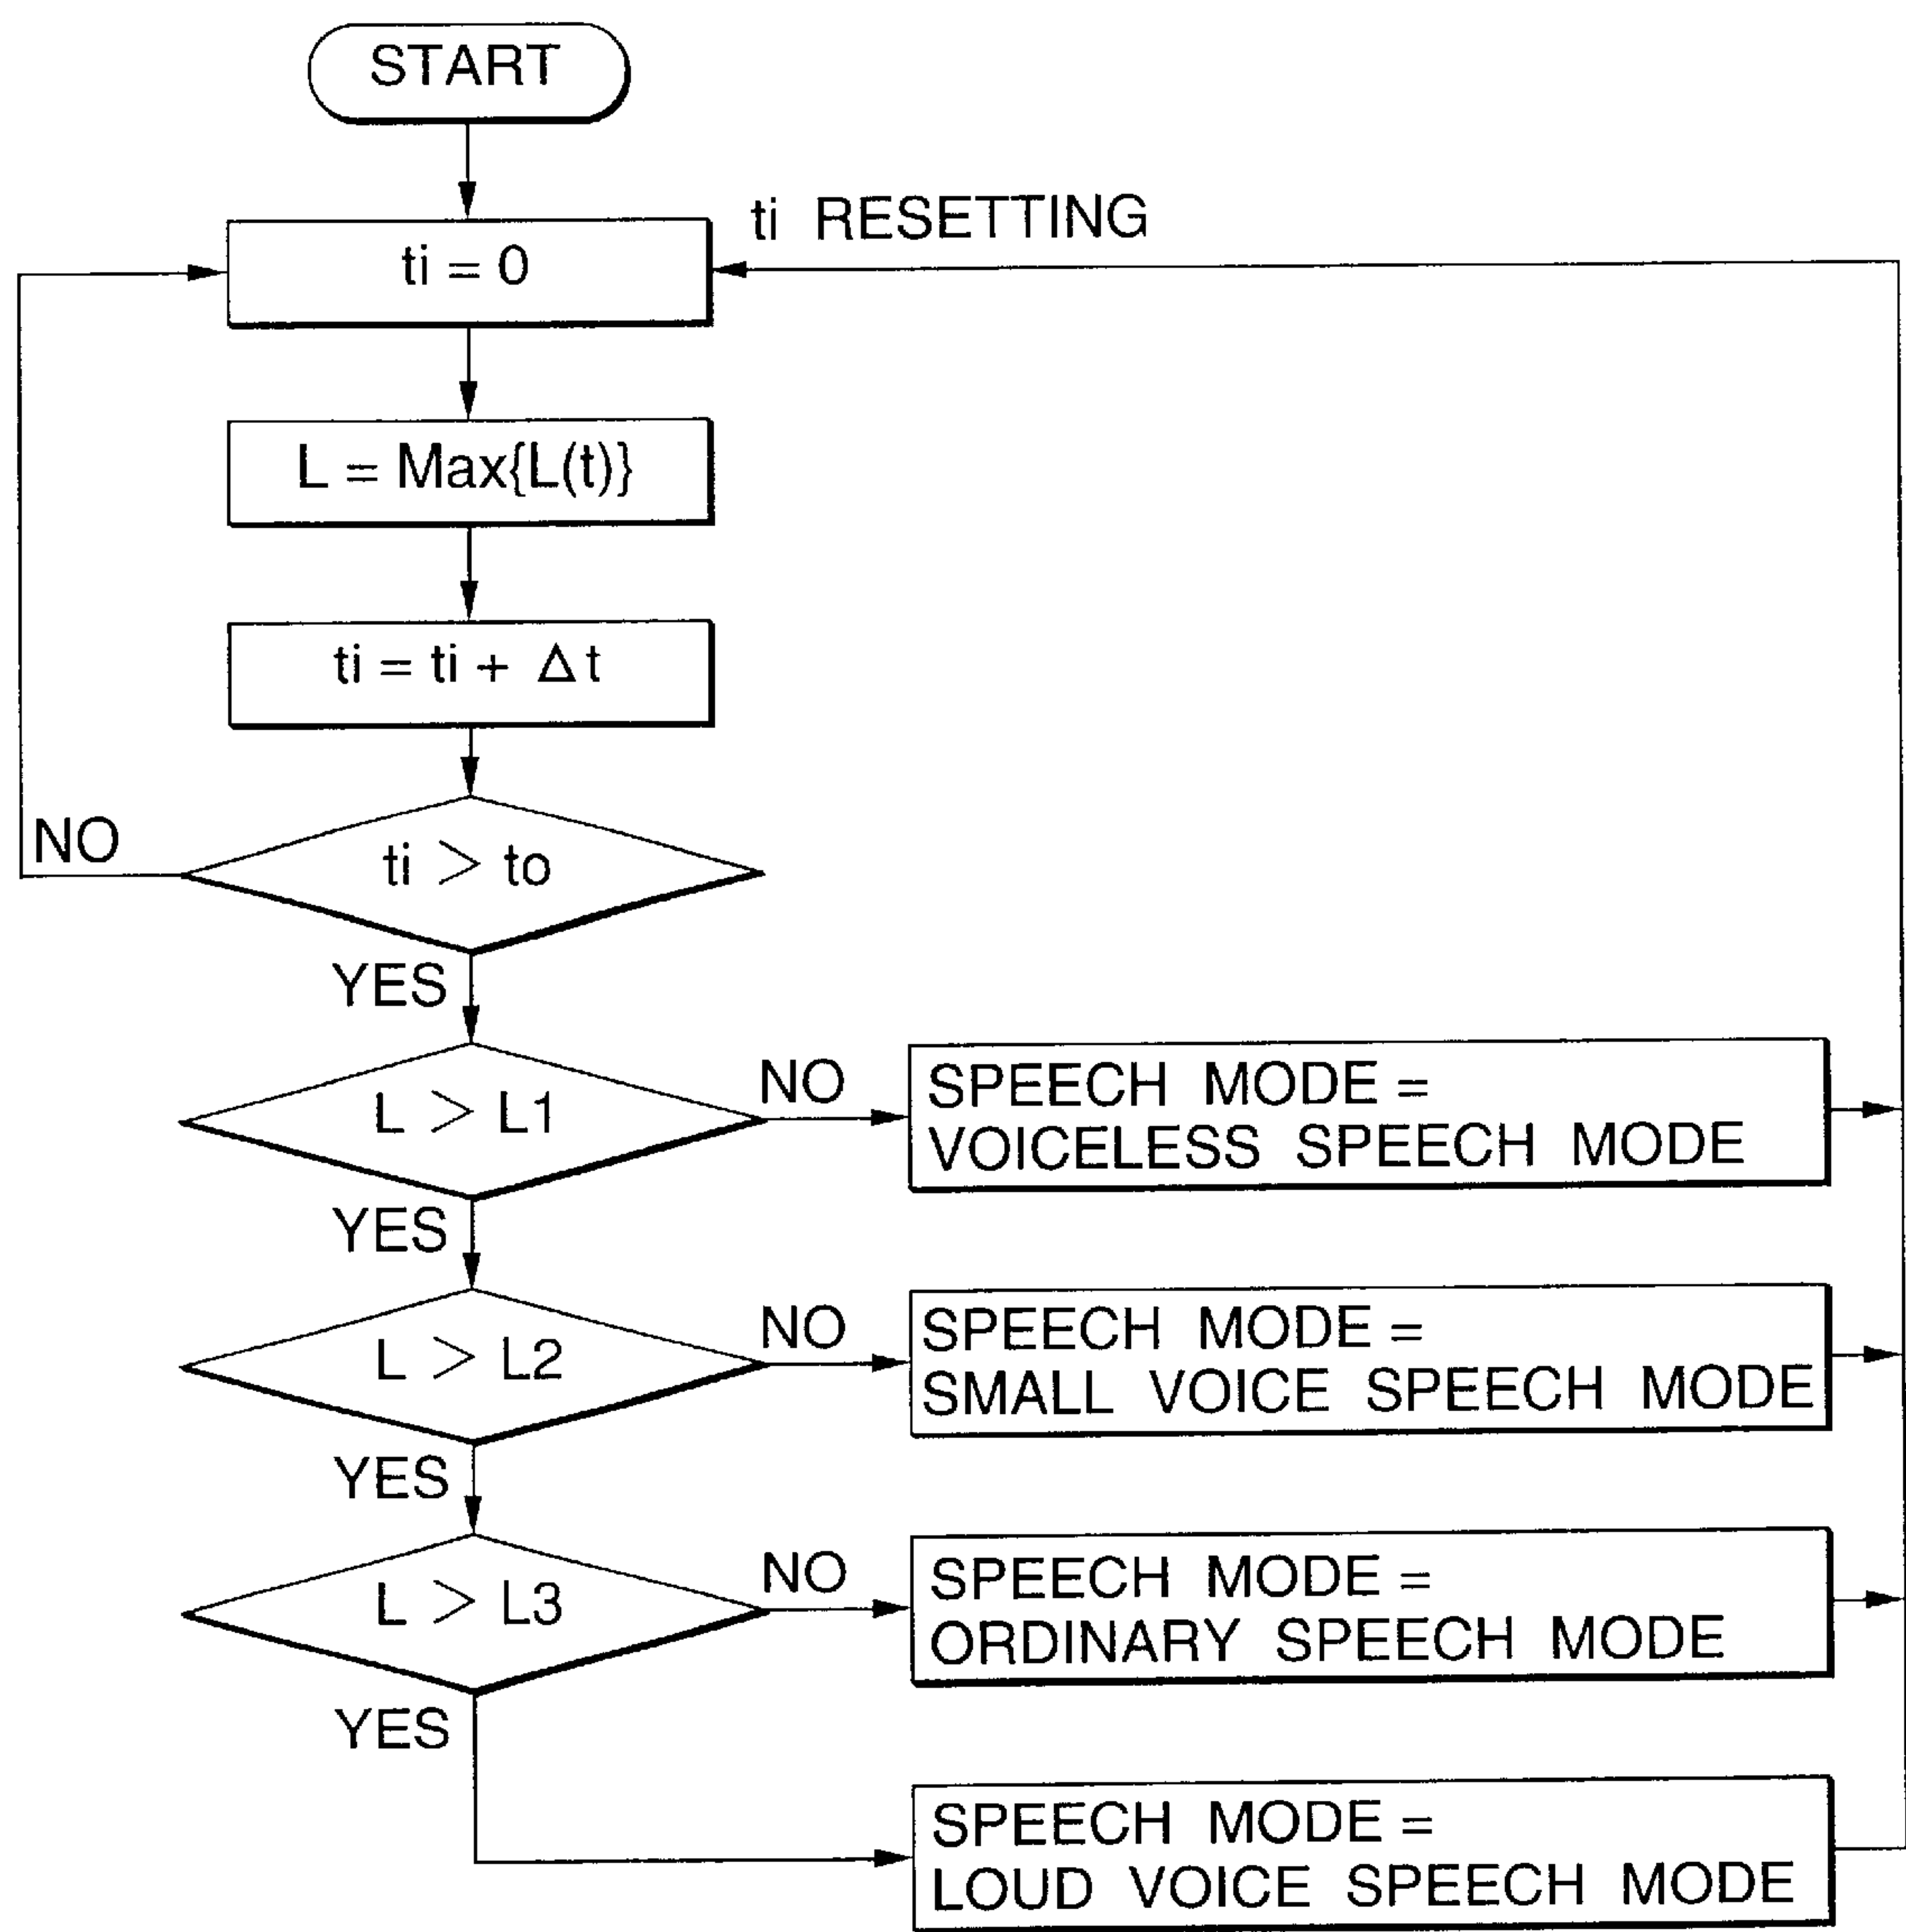 START
ti RESETTING
ti = 0
L = Max{L(t)}
ti = ti + Δt
NO
ti > to
YES
L > L1
NO
SPEECH MODE =
VOICELESS SPEECH MODE
YES
L > L2
NO
SPEECH MODE =
SMALL VOICE SPEECH MODE
YES
L > L3
NO
SPEECH MODE =
ORDINARY SPEECH MODE
YES
SPEECH MODE =
LOUD VOICE SPEECH MODE